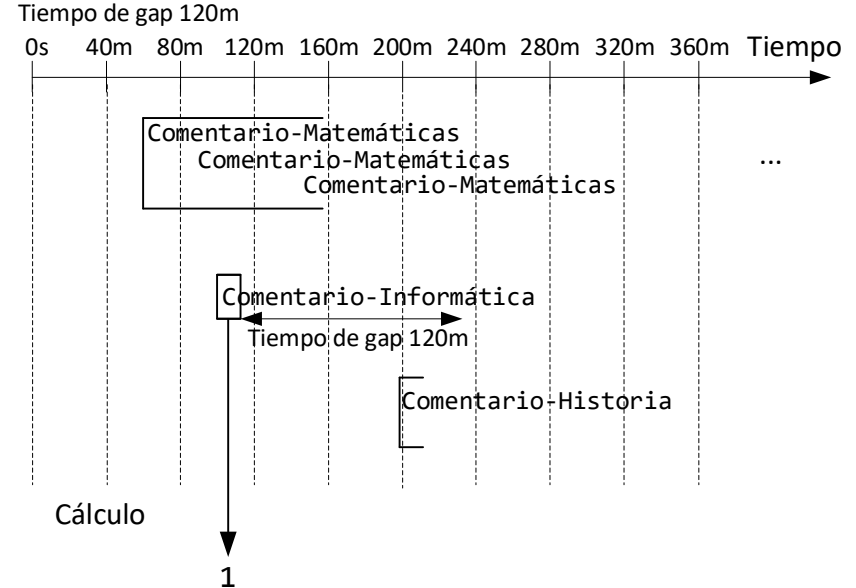 Tiempo de gap 120m
0s 40m 80m 120m 160m 200m 240m 280m 320m 360m Tiempo
Comentario-Matemáticas
Comentario-Matemáticas ...
Comentario-Matemáticas
Comentario-Informática
Tiempo de gap 120m
Comentario-Historia
Cálculo
1